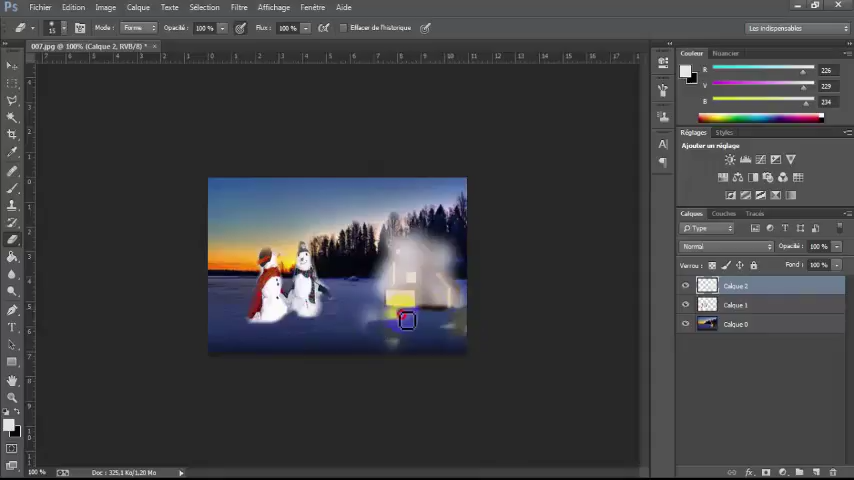 Ps Fichier Edition Image Calque Texte Sélection Filtre Affichage Fenêtre Aide
15 Mode : Forme Opacité : 100 % Flux : 100 % Effacer de l'historique Les indispensables
007.jpg @ 100% (Calque 2, RVB/8) *
Couleur Nuancier
R 226
V 229
B 234
Réglages Styles
Ajouter un réglage
Calques Couches Tracés
Type
Normal Opacité : 100 %
Verrou : Fond : 100 %
Calque 2
Calque 1
Calque 0
100 % Doc : 325,1 Ko/1,20 Mo